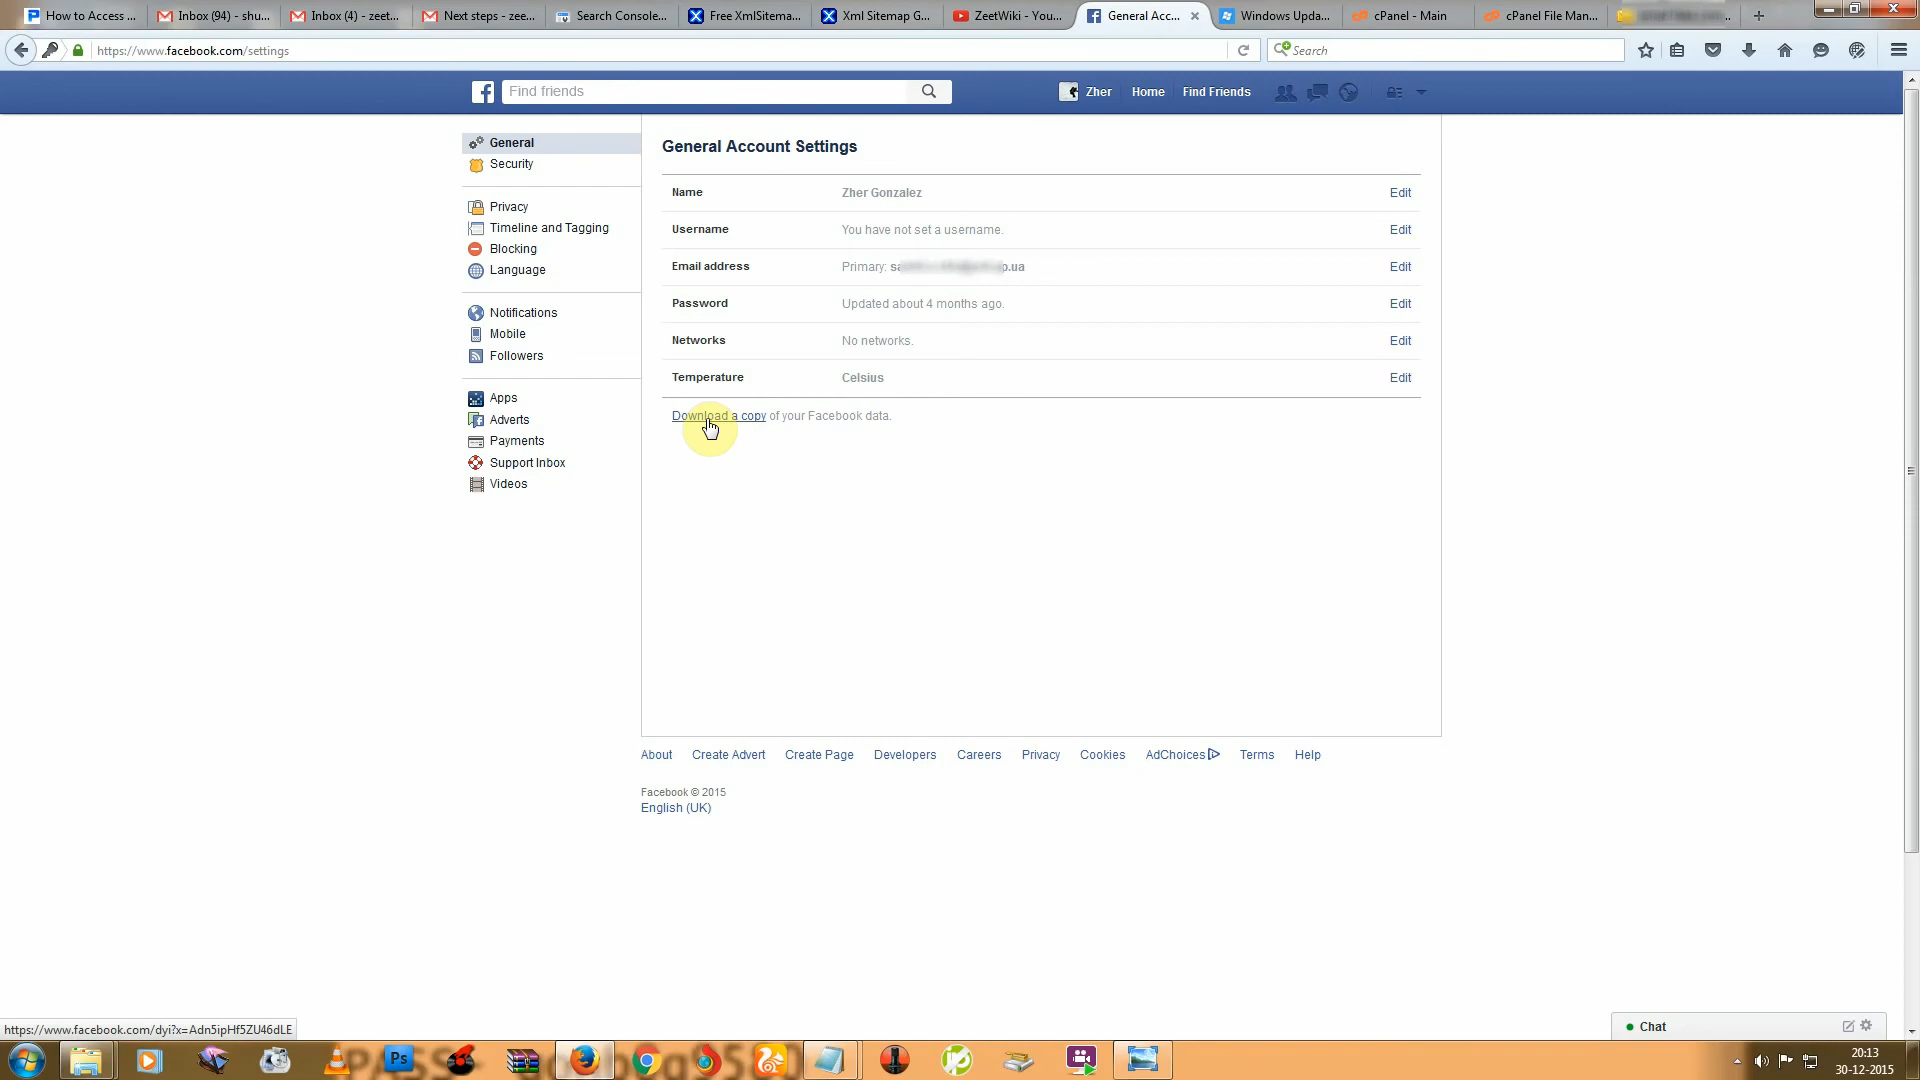 How to Access ...
Inbox (94) - shu...
Inbox (4) - zeet...
Next steps - zee...
Search Console...
Free XmlSitema...
Xml Sitemap G...
ZeetWiki - You...
General Acc...
Windows Upda...
cPanel - Main
cPanel File Man...
https://www.facebook.com/settings
Search
Find friends
Zher
Home
Find Friends
General
Security
Privacy
Timeline and Tagging
Blocking
Language
Notifications
Mobile
Followers
Apps
Adverts
Payments
Support Inbox
Videos
General Account Settings
Name Zher Gonzalez Edit
Username You have not set a username. Edit
Email address Primary: Edit
Password Updated about 4 months ago. Edit
Networks No networks. Edit
Temperature Celsius Edit
Download a copy of your Facebook data.
About Create Advert Create Page Developers Careers Privacy Cookies AdChoices Terms Help
Facebook © 2015
English (UK)
https://www.facebook.com/dyi?x=Adn5ipHf5ZU46dLE
Chat
Ps
20:13
30-12-2015